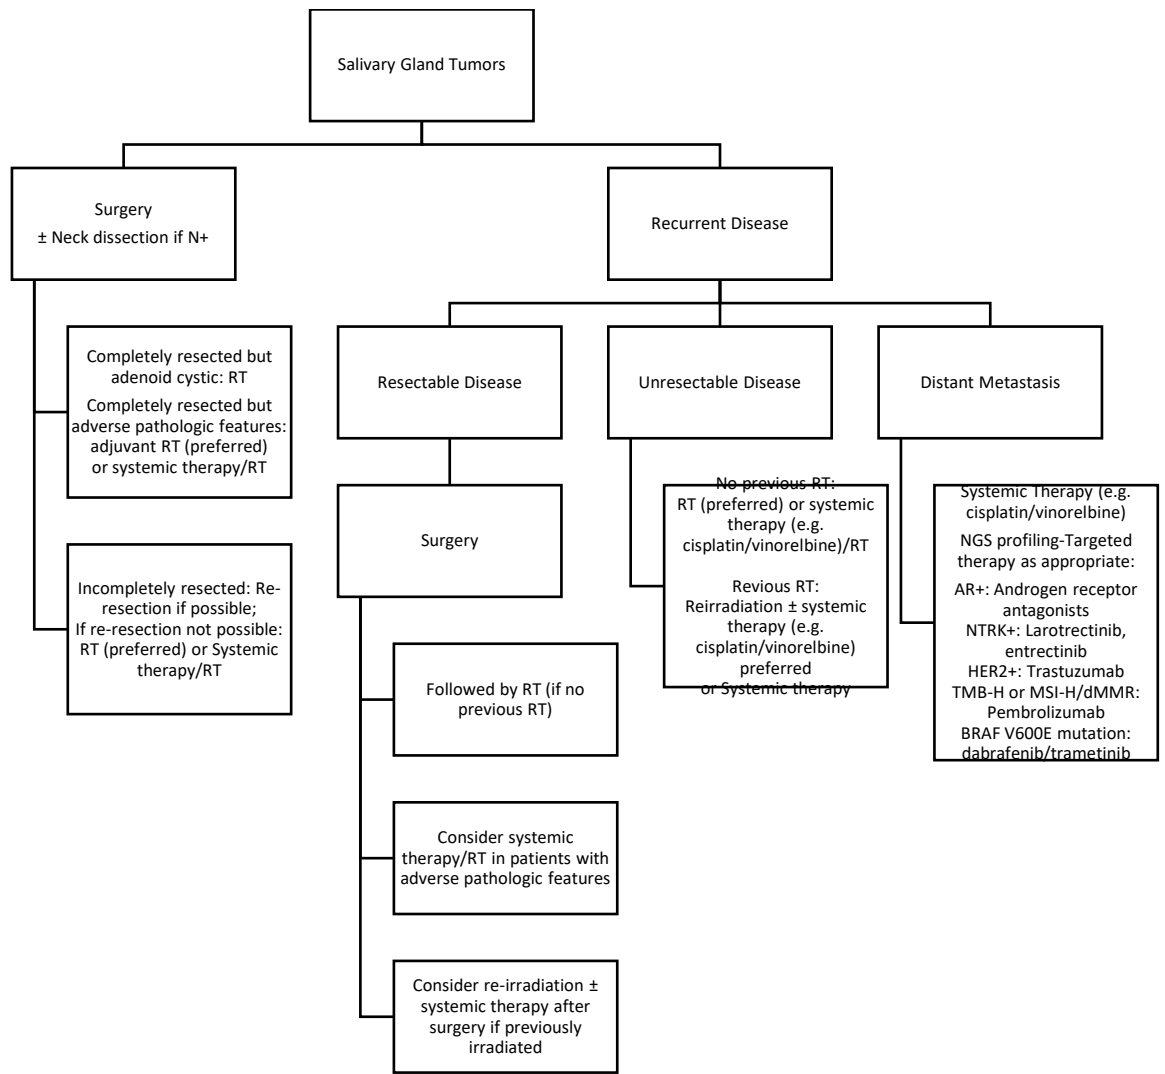 Salivary Gland Tumors
Surgery
± Neck dissection if N+
Recurrent Disease
Completely resected but
adenoid cystic: RT
Completely resected but
adverse pathologic features:
adjuvant RT (preferred)
or systemic therapy/RT
Incompletely resected: Re-
resection if possible;
If re-resection not possible:
RT (preferred) or Systemic
therapy/RT
Resectable Disease
Surgery
Followed by RT (if no
previous RT)
Consider systemic
therapy/RT in patients with
adverse pathologic features
Consider re-irradiation ±
systemic therapy after
surgery if previously
irradiated
Unresectable Disease
No previous RT:
RT (preferred) or systemic
therapy (e.g.
cisplatin/vinorelbine)/RT
Revious RT:
Reirradiation ± systemic
therapy (e.g.
cisplatin/vinorelbine)
preferred
or Systemic therapy
Distant Metastasis
Systemic Therapy (e.g.
cisplatin/vinorelbine)
NGS profiling-Targeted
therapy as appropriate:
AR+: Androgen receptor
antagonists
NTRK+: Larotrectinib,
entrectinib
HER2+: Trastuzumab
TMB-H or MSI-H/dMMR:
Pembrolizumab
BRAF V600E mutation:
dabrafenib/trametinib